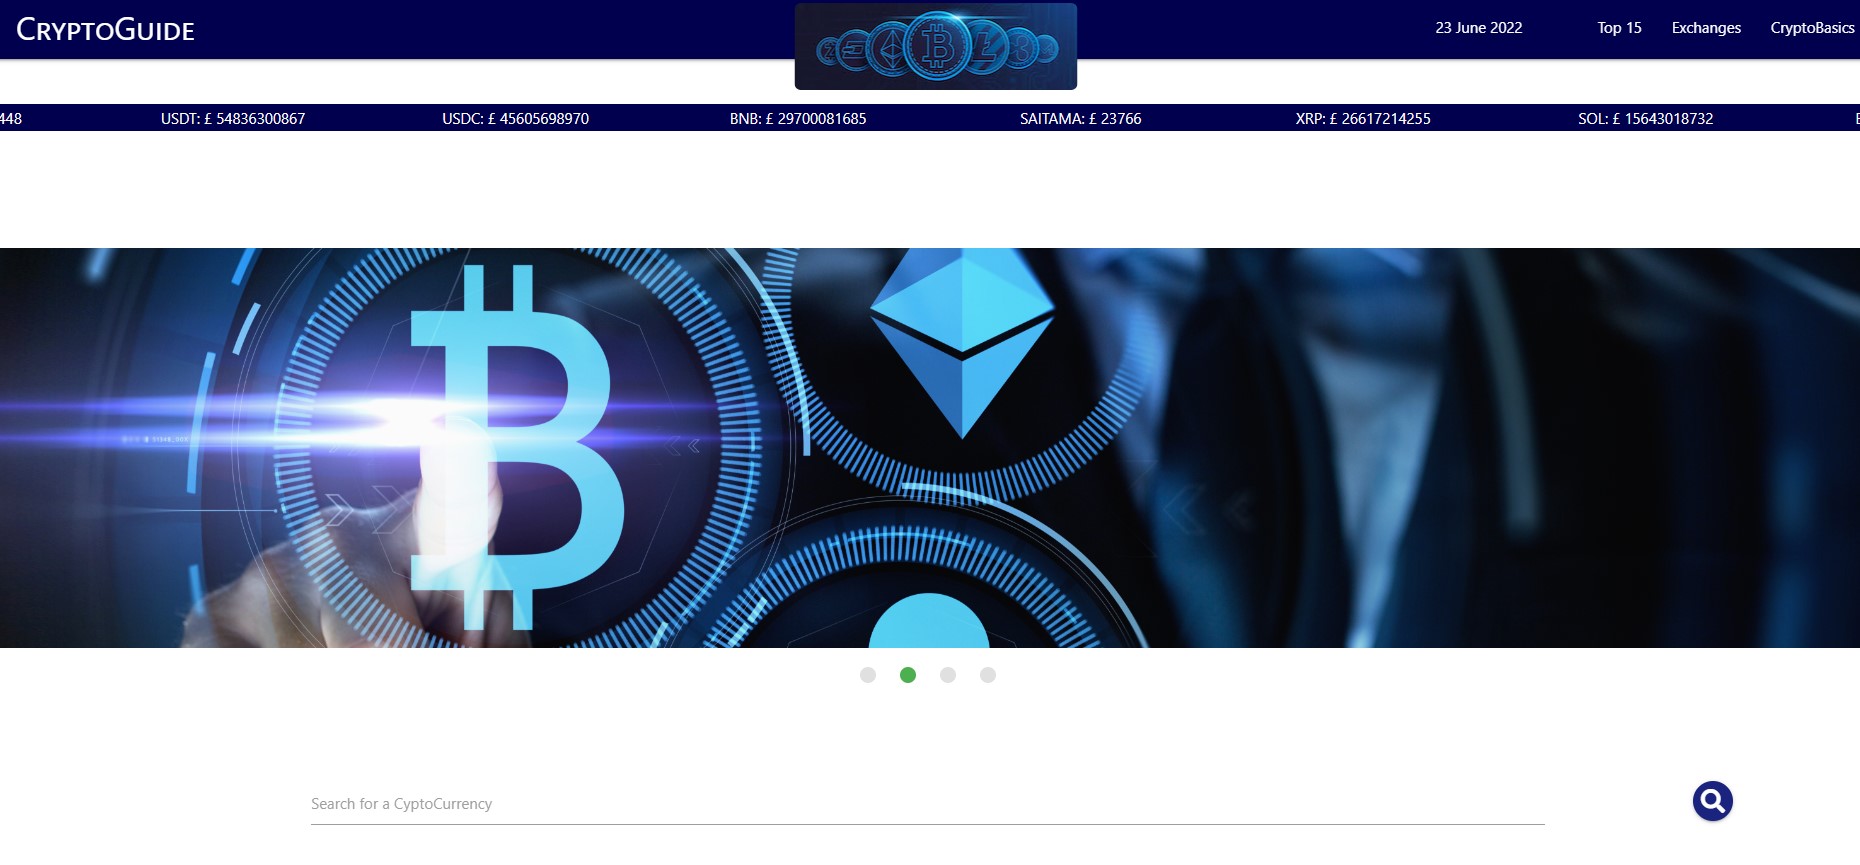 CryptoGuide
23 June 2022 Top 15 Exchanges CryptoBasics
448 USDT: £ 54836300867 USDC: £ 45605698970 BNB: £ 29700081685 SAITAMA: £ 23766 XRP: £ 26617214255 SOL: £ 15643018732
Search for a CyptoCurrency